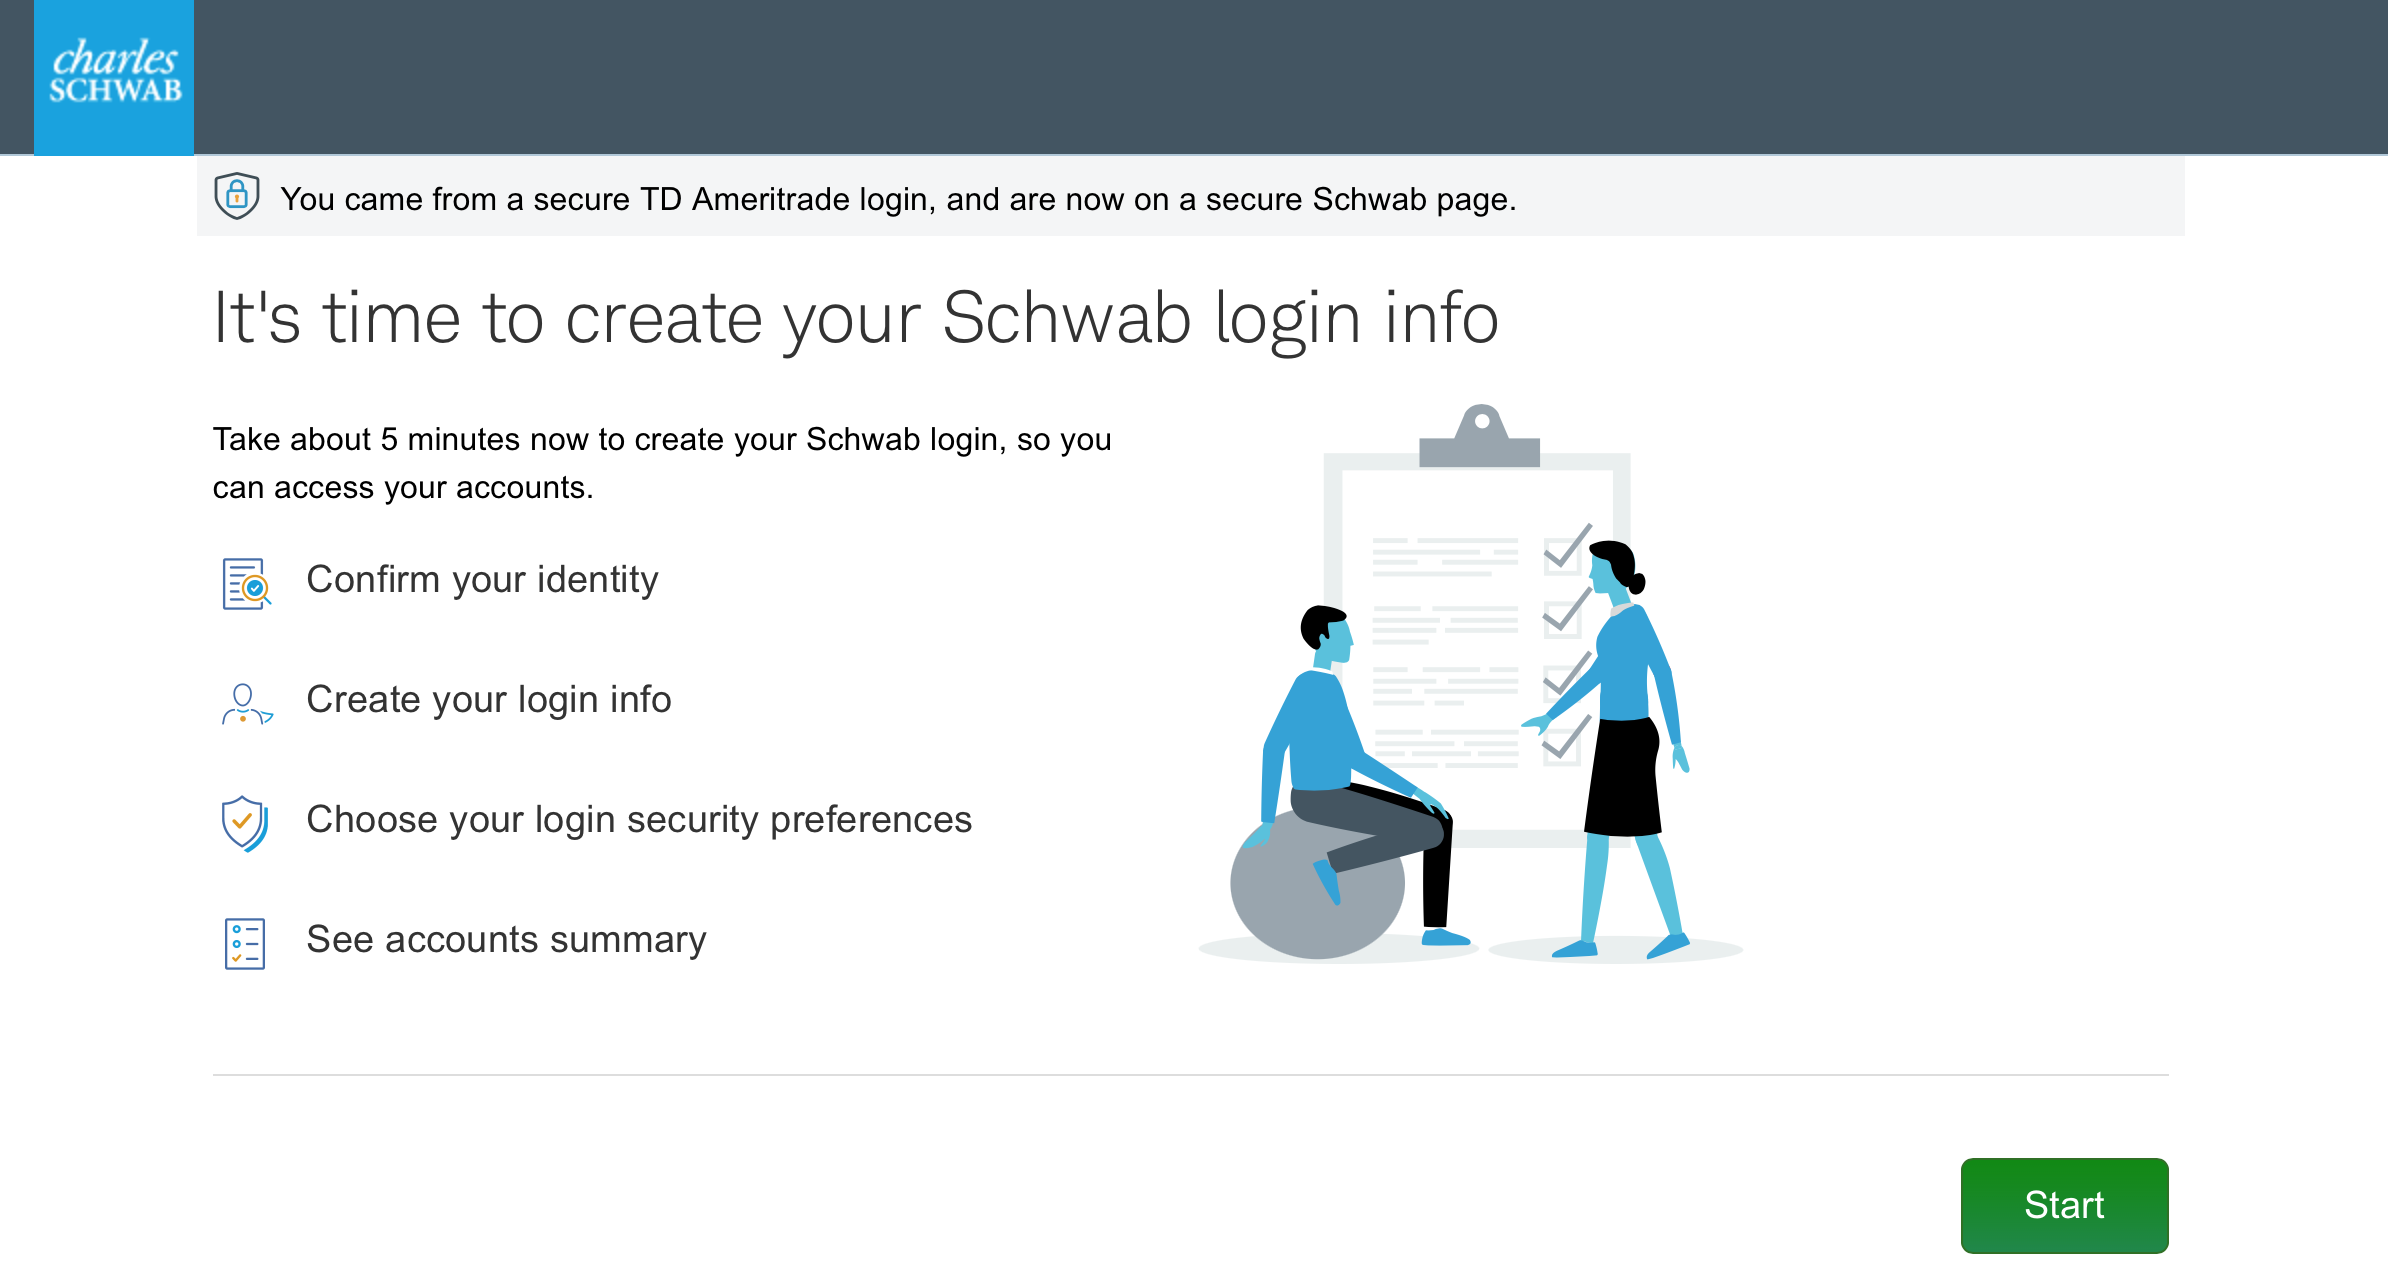 charles
SCHWAB
You came from a secure TD Ameritrade login, and are now on a secure Schwab page.
It's time to create your Schwab login info
Take about 5 minutes now to create your Schwab login, so you
can access your accounts.
Confirm your identity
Create your login info
Choose your login security preferences
See accounts summary
Start